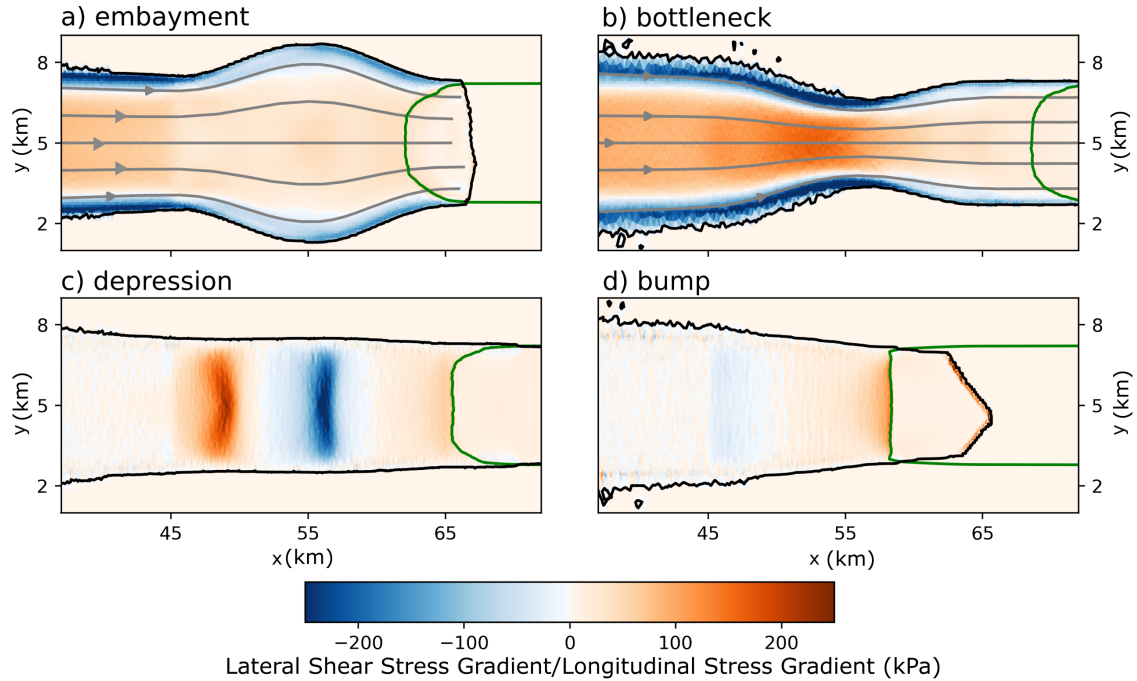 a) embayment
b) bottleneck
8
5
2
y (km)
8
5
2
y (km)
c) depression
d) bump
8
5
2
y (km)
8
5
2
y (km)
45
55
65
x (km)
45
55
65
x (km)
−200
−100
0
100
200
Lateral Shear Stress Gradient/Longitudinal Stress Gradient (kPa)